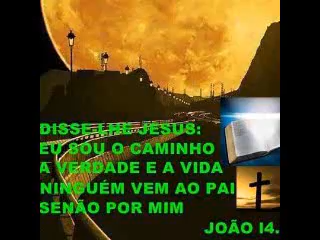 DISSE-LHE JESUS:
EU SOU O CAMINHO
A VERDADE E A VIDA
NINGUÉM VEM AO PAI
SENÃO POR MIM
JOÃO I4.